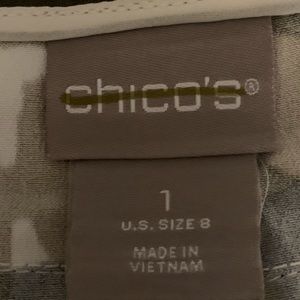 chico's®
1
U.S. SIZE 8
MADE IN
VIETNAM